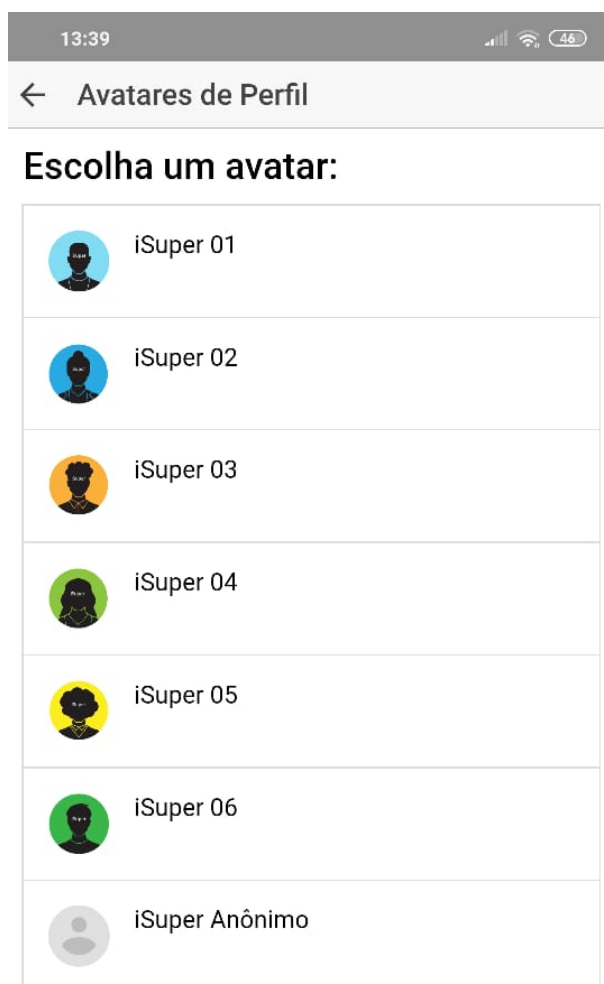 13:39
46
Avatares de Perfil
Escolha um avatar:
iSuper 01
iSuper 02
iSuper 03
iSuper 04
iSuper 05
iSuper 06
iSuper Anônimo